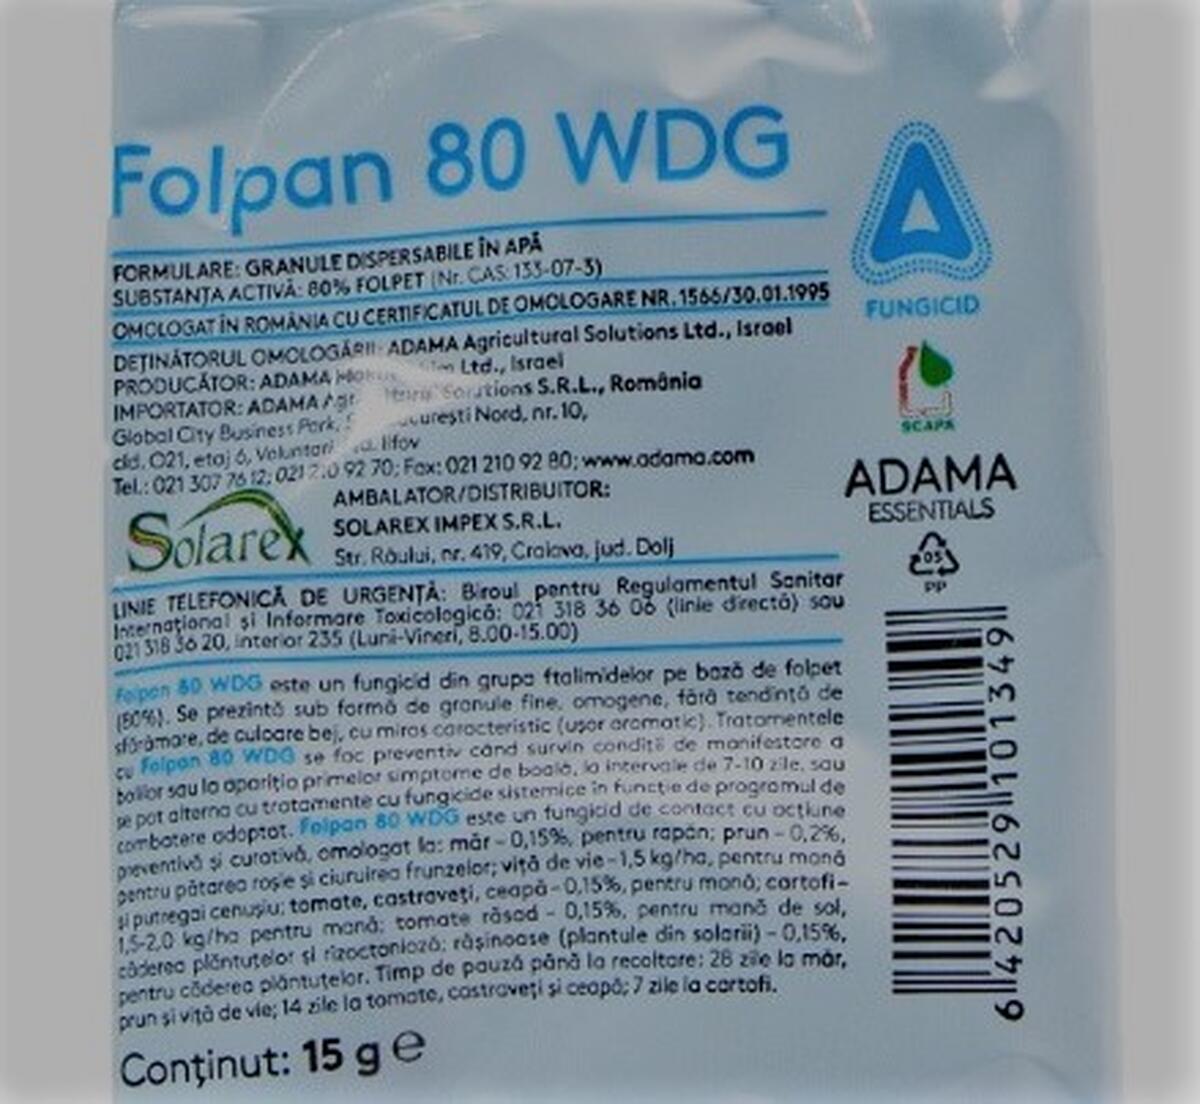 Folpan 80 WDG
FORMULARE: GRANULE DISPERSABILE ÎN APĂ
SUBSTANȚA ACTIVĂ: 80% FOLPET (Nr. CAS: 133-07-3)
OMOLOGAT ÎN ROMÂNIA CU CERTIFICATUL DE OMOLOGARE NR. 1566/30.01.1995
DEȚINĂTORUL OMOLOGĂRII: ADAMA Agricultural Solutions Ltd., Israel
PRODUCĂTOR: ADAMA Ltd., Israel
IMPORTATOR: ADAMA Solutions S.R.L., România
Global City Business Park, București Nord, nr. 10,
cld. O21, etaj 6, Voluntari Ilfov
Tel.: 021 307 76 12; 021 210 92 70; Fax: 021 210 92 80; www.adama.com
Solarex
AMBALATOR/DISTRIBUITOR:
SOLAREX IMPEX S.R.L.
Str. Râului, nr. 419, Craiova, jud. Dolj
LINIE TELEFONICĂ DE URGENȚĂ: Biroul pentru Regulamentul Sanitar
Internațional și Informare Toxicologică: 021 318 36 06 (linie directă) sau
021 318 36 20, interior 235 (Luni-Vineri, 8.00-15.00)
Folpan 80 WDG este un fungicid din grupa ftalimidelor pe bază de folpet
(80%). Se prezintă sub formă de granule fine, omogene, fără tendință de
sfărâmare, de culoare bej, cu miros caracteristic (ușor aromatic). Tratamentele
cu Folpan 80 WDG se fac preventiv când survin condiții de manifestare a
bolilor sau la apariția primelor simptome de boală, la intervale de 7-10 zile, sau
se pot alterna cu tratamente cu fungicide sistemice în funcție de programul de
combatere adoptat. Folpan 80 WDG este un fungicid de contact cu acțiune
preventivă și curativă, omologat la: măr - 0,15%, pentru rapăn; prun - 0,2%,
pentru pătarea roșie și ciuruirea frunzelor; viță de vie - 1,5 kg/ha, pentru mană
și putregai cenușiu; tomate, castraveți, ceapă - 0,15%, pentru mană; cartofi -
1,5-2,0 kg/ha pentru mană; tomate răsad - 0,15%, pentru mană de sol,
căderea plăntuțelor și rizoctonioză; rășinoase (plantule din solarii) - 0,15%,
pentru căderea plăntuțelor. Timp de pauză până la recoltare: 28 zile la măr,
prun și viță de vie; 14 zile la tomate, castraveți și ceapă; 7 zile la cartofi.
Conținut: 15 g e
FUNGICID
SCAPA
ADAMA
ESSENTIALS
05
PP
6 420529 101349